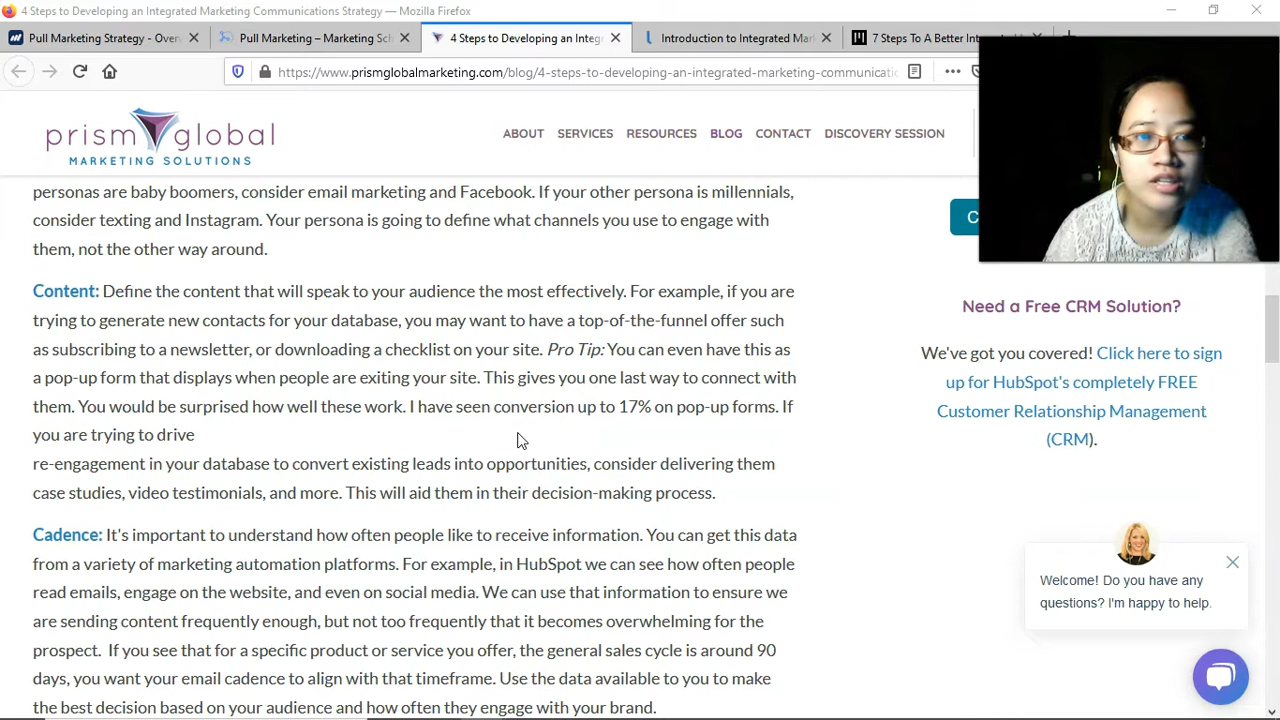 4 Steps to Developing an Integrated Marketing Communications Strategy — Mozilla Firefox
Pull Marketing Strategy - Over
Pull Marketing – Marketing Sch
4 Steps to Developing an Integ
Introduction to Integrated Mar
7 Steps To A Better
https://www.prismglobalmarketing.com/blog/4-steps-to-developing-an-integrated-marketing-communicati
prism global
MARKETING SOLUTIONS
ABOUT SERVICES RESOURCES BLOG CONTACT DISCOVERY SESSION
personas are baby boomers, consider email marketing and Facebook. If your other persona is millennials,
consider texting and Instagram. Your persona is going to define what channels you use to engage with
them, not the other way around.
Content: Define the content that will speak to your audience the most effectively. For example, if you are
trying to generate new contacts for your database, you may want to have a top-of-the-funnel offer such
as subscribing to a newsletter, or downloading a checklist on your site. Pro Tip: You can even have this as
a pop-up form that displays when people are exiting your site. This gives you one last way to connect with
them. You would be surprised how well these work. I have seen conversion up to 17% on pop-up forms. If
you are trying to drive
re-engagement in your database to convert existing leads into opportunities, consider delivering them
case studies, video testimonials, and more. This will aid them in their decision-making process.
Cadence: It's important to understand how often people like to receive information. You can get this data
from a variety of marketing automation platforms. For example, in HubSpot we can see how often people
read emails, engage on the website, and even on social media. We can use that information to ensure we
are sending content frequently enough, but not too frequently that it becomes overwhelming for the
prospect. If you see that for a specific product or service you offer, the general sales cycle is around 90
days, you want your email cadence to align with that timeframe. Use the data available to you to make
the best decision based on your audience and how often they engage with your brand.
C
Need a Free CRM Solution?
We've got you covered! Click here to sign
up for HubSpot's completely FREE
Customer Relationship Management
(CRM).
Welcome! Do you have any
questions? I'm happy to help.